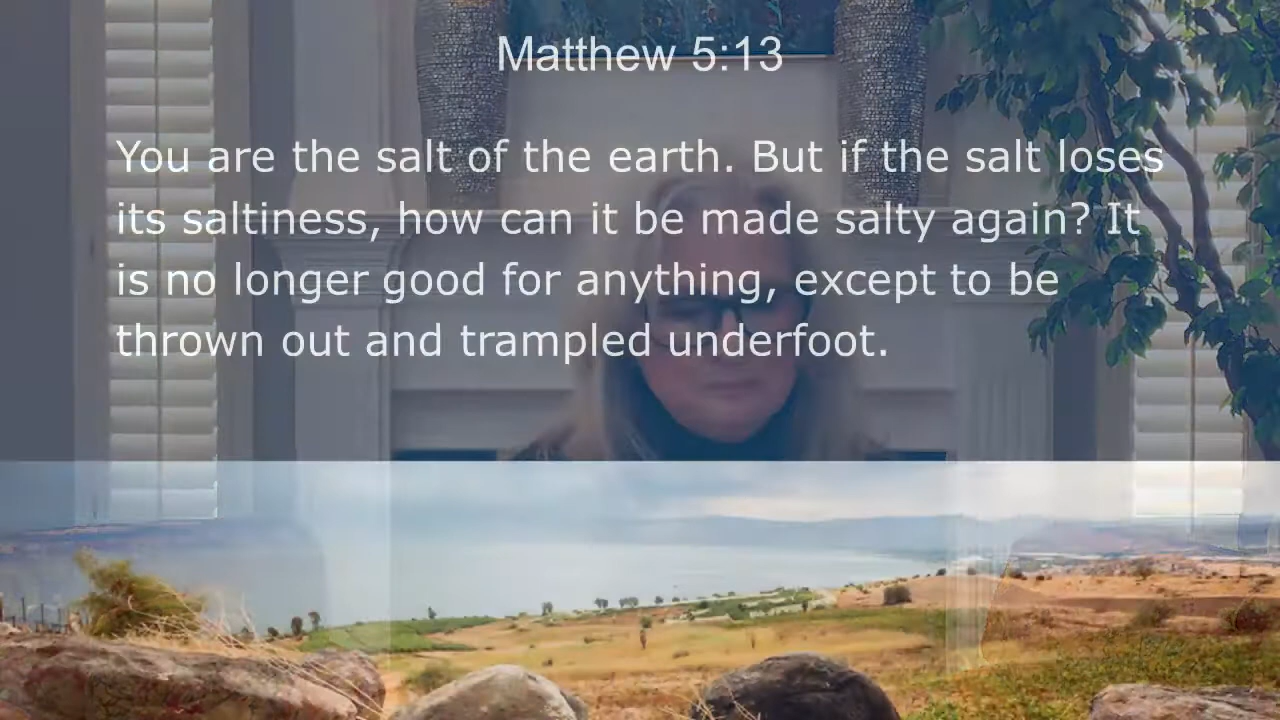 Matthew 5:13
You are the salt of the earth. But if the salt loses
its saltiness, how can it be made salty again? It
is no longer good for anything, except to be
thrown out and trampled underfoot.